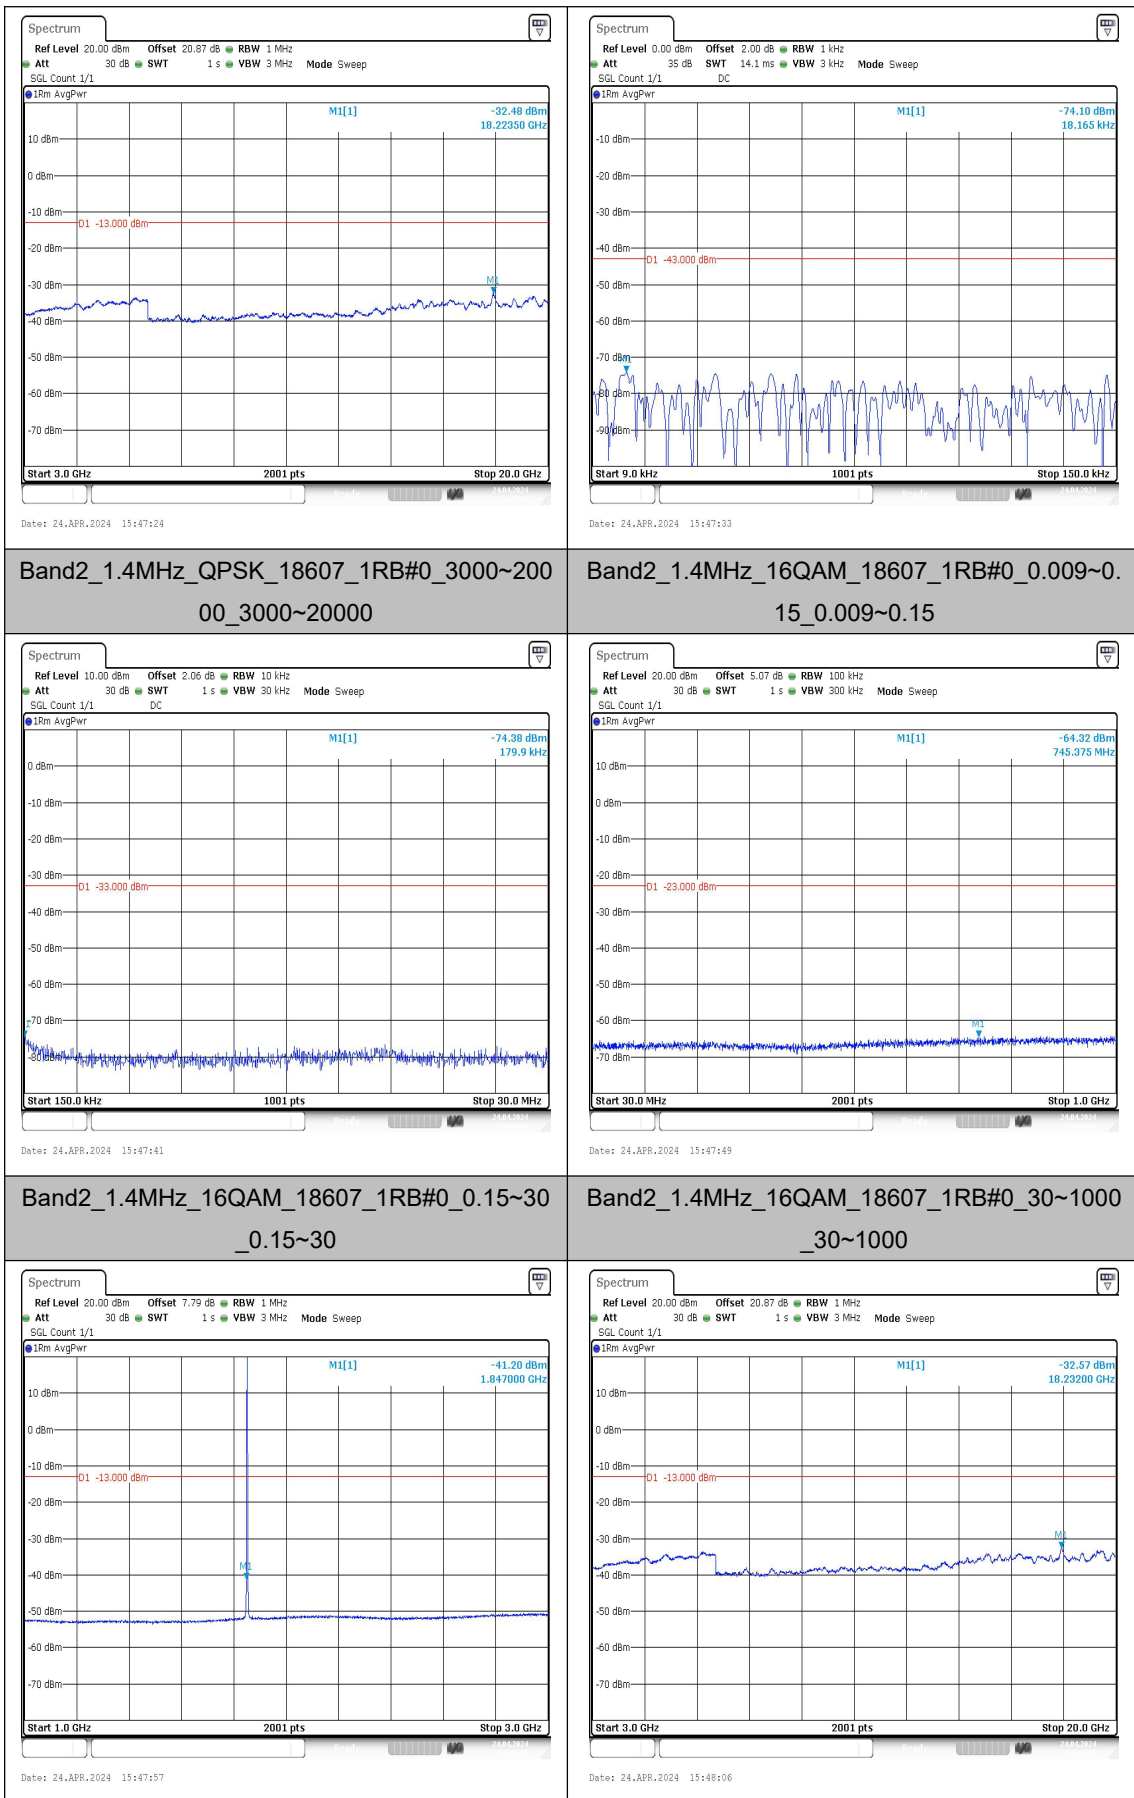 Spectrum
Ref Level 20.00 dBm Offset 20.87 dB RBW 1 MHz
Att 30 dB SWT 1 s VBW 3 MHz Mode Sweep
SGL Count 1/1
1Rm AvgPwr
M1[1] -32.48 dBm
18.22350 GHz
10 dBm
0 dBm
-10 dBm
D1 -13.000 dBm
-20 dBm
M1
-30 dBm
-40 dBm
-50 dBm
-60 dBm
-70 dBm
Start 3.0 GHz 2001 pts Stop 20.0 GHz
Date: 24.APR.2024 15:47:24
Spectrum
Ref Level 0.00 dBm Offset 2.00 dB RBW 1 kHz
Att 35 dB SWT 14.1 ms VBW 3 kHz Mode Sweep
SGL Count 1/1 DC
1Rm AvgPwr
M1[1] -74.10 dBm
18.165 kHz
-10 dBm
-20 dBm
-30 dBm
-40 dBm
D1 -43.000 dBm
-50 dBm
-60 dBm
-70 dBm
-80 dBm
-90 dBm
Start 9.0 kHz 1001 pts Stop 150.0 kHz
Date: 24.APR.2024 15:47:33
Band2_1.4MHz_QPSK_18607_1RB#0_3000~200
00_3000~20000
Band2_1.4MHz_16QAM_18607_1RB#0_0.009~0.
15_0.009~0.15
Spectrum
Ref Level 10.00 dBm Offset 2.06 dB RBW 10 kHz
Att 30 dB SWT 1 s VBW 30 kHz Mode Sweep
SGL Count 1/1 DC
1Rm AvgPwr
M1[1] -74.38 dBm
179.9 kHz
0 dBm
-10 dBm
-20 dBm
-30 dBm
D1 -33.000 dBm
-40 dBm
-50 dBm
-60 dBm
-70 dBm
-80 dBm
Start 150.0 kHz 1001 pts Stop 30.0 MHz
Date: 24.APR.2024 15:47:41
Spectrum
Ref Level 20.00 dBm Offset 5.07 dB RBW 100 kHz
Att 30 dB SWT 1 s VBW 300 kHz Mode Sweep
SGL Count 1/1
1Rm AvgPwr
M1[1] -64.32 dBm
745.375 MHz
10 dBm
0 dBm
-10 dBm
-20 dBm
D1 -23.000 dBm
-30 dBm
-40 dBm
-50 dBm
-60 dBm
M1
-70 dBm
Start 30.0 MHz 2001 pts Stop 1.0 GHz
Date: 24.APR.2024 15:47:49
Band2_1.4MHz_16QAM_18607_1RB#0_0.15~30
_0.15~30
Band2_1.4MHz_16QAM_18607_1RB#0_30~1000
_30~1000
Spectrum
Ref Level 20.00 dBm Offset 7.79 dB RBW 1 MHz
Att 30 dB SWT 1 s VBW 3 MHz Mode Sweep
SGL Count 1/1
1Rm AvgPwr
M1[1] -41.20 dBm
1.847000 GHz
10 dBm
0 dBm
-10 dBm
D1 -13.000 dBm
-20 dBm
-30 dBm
M1
-40 dBm
-50 dBm
-60 dBm
-70 dBm
Start 1.0 GHz 2001 pts Stop 3.0 GHz
Date: 24.APR.2024 15:47:57
Spectrum
Ref Level 20.00 dBm Offset 20.87 dB RBW 1 MHz
Att 30 dB SWT 1 s VBW 3 MHz Mode Sweep
SGL Count 1/1
1Rm AvgPwr
M1[1] -32.57 dBm
18.23200 GHz
10 dBm
0 dBm
-10 dBm
D1 -13.000 dBm
-20 dBm
-30 dBm
M1
-40 dBm
-50 dBm
-60 dBm
-70 dBm
Start 3.0 GHz 2001 pts Stop 20.0 GHz
Date: 24.APR.2024 15:48:06